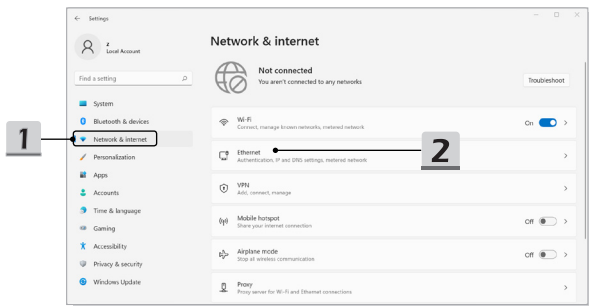 Settings
z
Local Account
Find a setting
System
Bluetooth & devices
Network & internet
Personalization
Apps
Accounts
Time & language
Gaming
Accessibility
Privacy & security
Windows Update
1
Network & internet
Not connected
You aren't connected to any networks
Troubleshoot
Wi-Fi
Connect, manage known networks, metered network
On
Ethernet
Authentication, IP and DNS settings, metered network
2
VPN
Add, connect, manage
Mobile hotspot
Share your internet connection
Off
Airplane mode
Stop all wireless communication
Off
Proxy
Proxy server for Wi-Fi and Ethernet connections